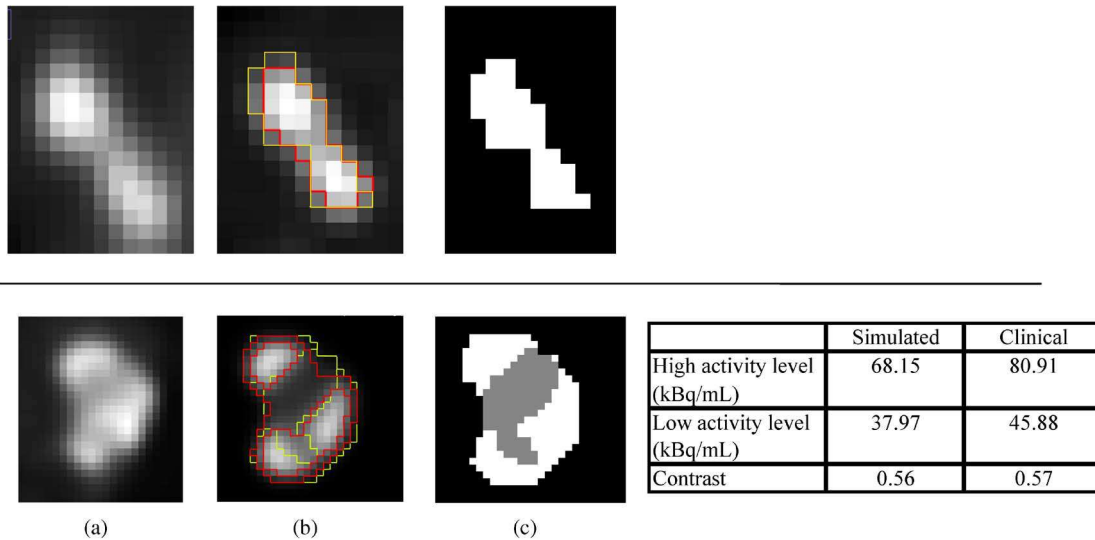 Simulated Clinical
High activity level 68.15 80.91
(kBq/mL)
Low activity level 37.97 45.88
(kBq/mL)
Contrast 0.56 0.57
(a) (b) (c)